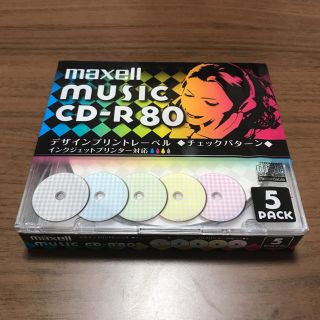 maxell
MUSIC
CD-R80
デザインプリントレーベル ◆チェックパターン◆
インクジェットプリンター対応
5
PACK
maxell
MUSIC CD-R80
5